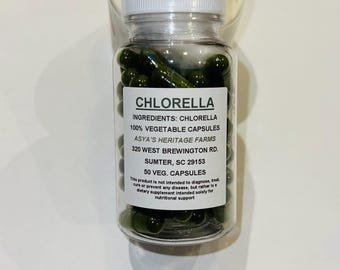 CHLORELLA
INGREDIENTS: CHLORELLA
100% VEGETABLE CAPSULES
ASYA'S HERITAGE FARMS
320 WEST BREWINGTON RD.
SUMTER, SC 29153
50 VEG. CAPSULES
This product is not intended to diagnose, treat,
cure or prevent any disease, but rather is a
dietary supplement intended solely for
nutritional support